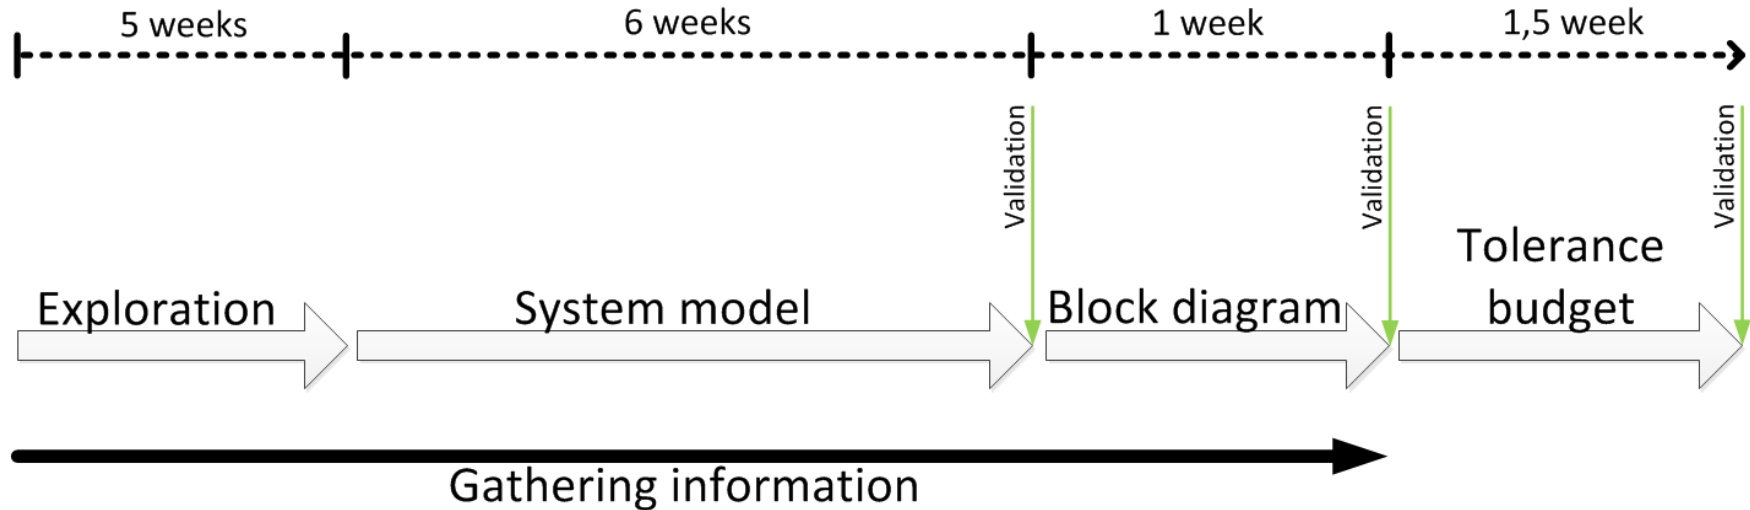 5 weeks
6 weeks
1 week
1,5 week
Validation
Validation
Validation
Exploration
System model
Block diagram
Tolerance
budget
Gathering information